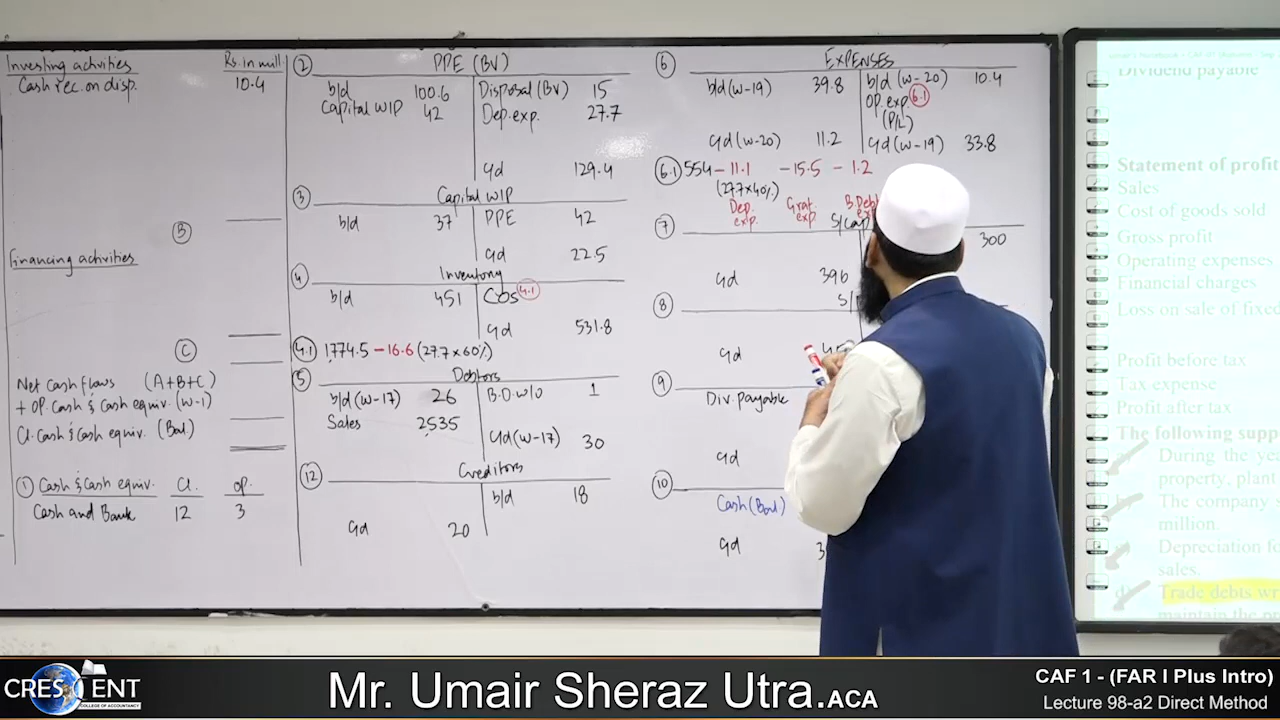 Investing activities Rs. in mill
Cash rec. on disp. 10.4
B
Financing activities
C
Net Cash flows (A+B+C)
+ Op. Cash & Cash equiv. (W-1)
Cl. Cash & Cash equiv. (Bal.)
① Cash & Cash equiv. Cl. Op.
Cash and Bank 12 3
② PPE (BV)
b/d 100.6 Disposal (BV) 15
Capital WIP 42 Dep. exp. 27.7
c/d 129.4
③ Capital WIP
b/d 37 PPE 42
c/d 22.5
④ Inventory
b/d 451 COS 4.1
c/d 531.8
4.1 1774.5 - 16.6 (27.7 x 60%)
⑤ Debtors
b/d (W-17) 26 B.D. w/o 1
Sales 2535
c/d (W-17) 30
⑫ Creditors
b/d 18
c/d 20
⑥ EXPENSES
b/d (W-19) 39.8 b/d (W-20) 10.4
Op. exp. 6.1
(P/L)
c/d (W-20) 11.2 c/d (W-19) 33.8
6.1 554 - 11.1 - 15.5 - 1.2
(27.7 x 40%)
Dep. exp. Grat. exp. B. Debt
⑦ S/Cap
300
c/d 396
⑧ S/
c/d
⑨
Div. payable
c/d
⑩
Cash (Bal.)
c/d
Dividend payable
Statement of profit
Sales
Cost of goods sold
Gross profit
Operating expenses
Financial charges
Loss on sale of fixed
Profit before tax
Tax expense
Profit after tax
The following supp
During the ye
property, plant
The company
million.
Depreciation fo
sales.
Trade debts wr
maintain the pr
CRESCENT
COLLEGE OF ACCOUNTANCY
Mr. Umair Sheraz Utra.ACA
CAF 1 - (FAR I Plus Intro)
Lecture 98-a2 Direct Method